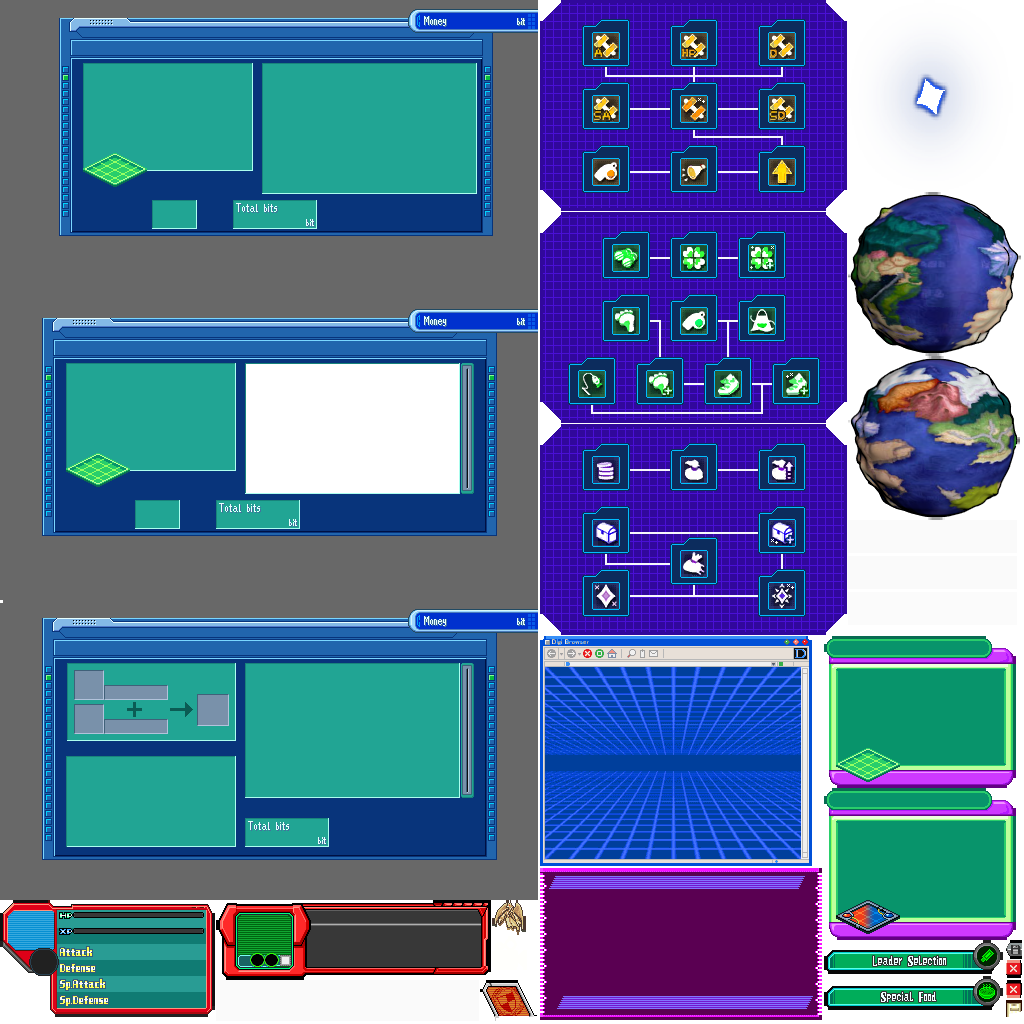 Money bit
Total bits
bit
Money bit
Total bits
bit
Money bit
Total bits
bit
A
HP
D
SA
SD
Digi Browser
D
HP
XP
Attack
Defense
Sp.Attack
Sp.Defense
Leader Selection
Special Food